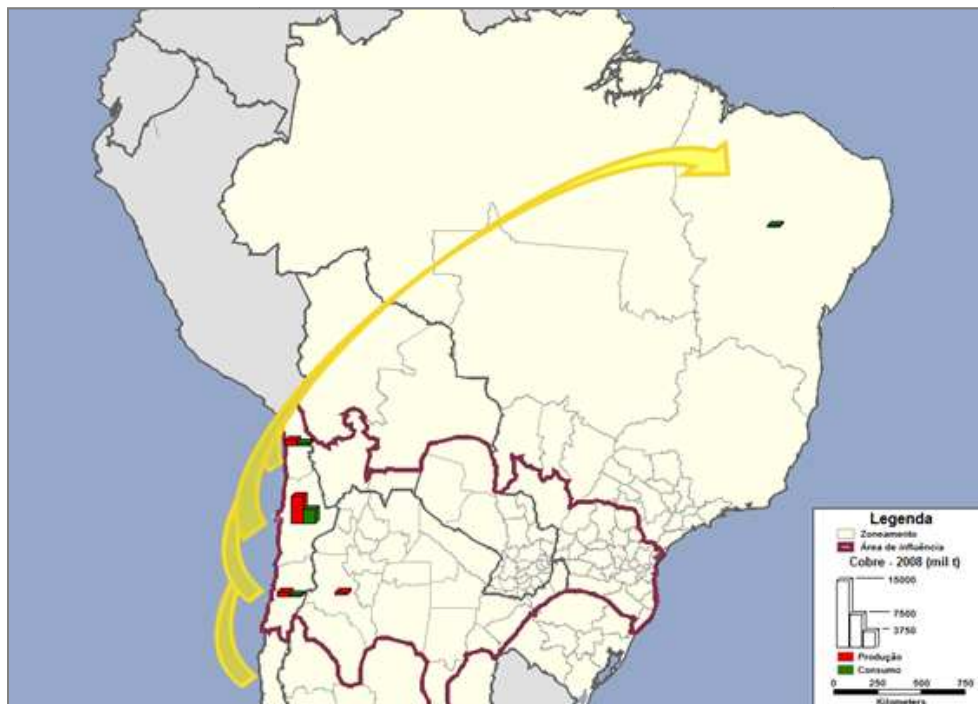 Legenda
Zoneamento
Área de influência
Cobre - 2008 (mil t)
15000
7500
3750
Produção
Consumo
0 250 500 750
Kilometers